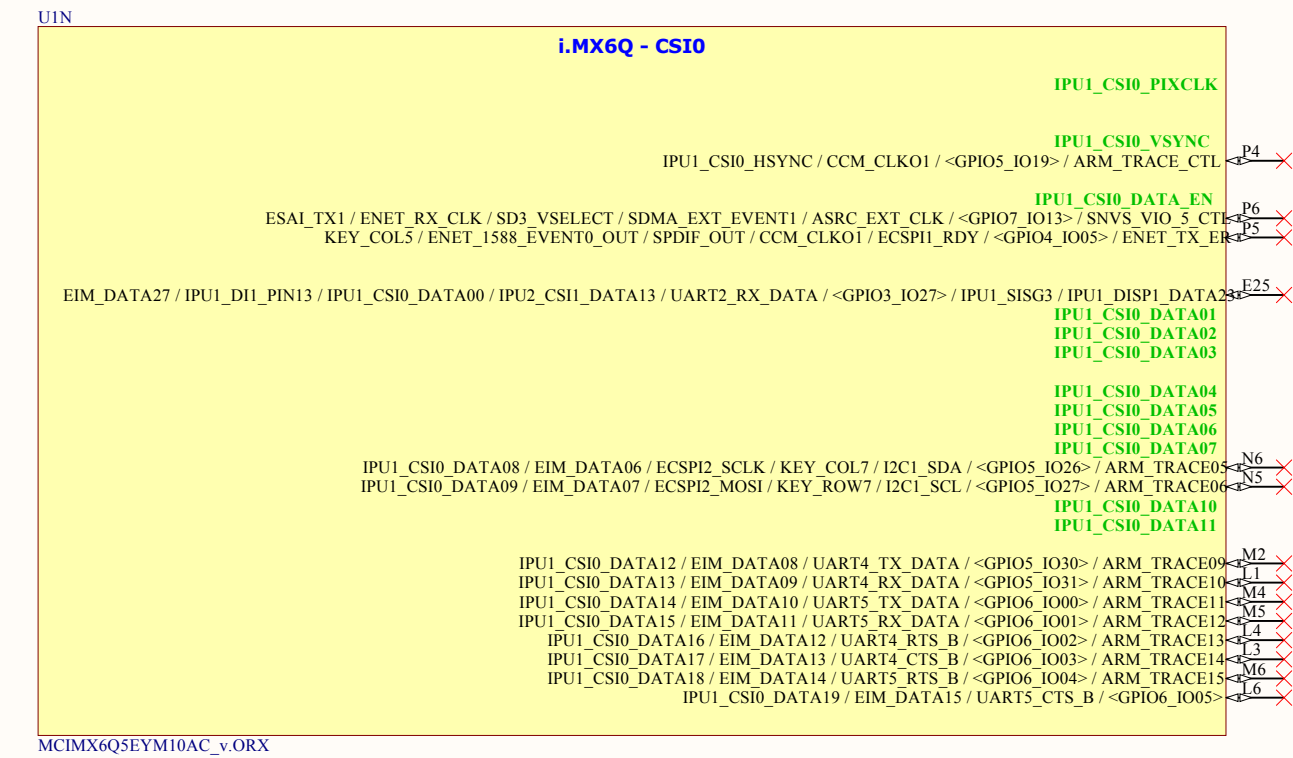 U1N
i.MX6Q - CSI0
IPU1_CSI0_PIXCLK
IPU1_CSI0_VSYNC
IPU1_CSI0_HSYNC / CCM_CLKO1 / <GPIO5_IO19> / ARM_TRACE_CTL P4
IPU1_CSI0_DATA_EN
ESAI_TX1 / ENET_RX_CLK / SD3_VSELECT / SDMA_EXT_EVENT1 / ASRC_EXT_CLK / <GPIO7_IO13> / SNVS_VIO_5_CTL P6
KEY_COL5 / ENET_1588_EVENT0_OUT / SPDIF_OUT / CCM_CLKO1 / ECSPI1_RDY / <GPIO4_IO05> / ENET_TX_ER P5
EIM_DATA27 / IPU1_DI1_PIN13 / IPU1_CSI0_DATA00 / IPU2_CSI1_DATA13 / UART2_RX_DATA / <GPIO3_IO27> / IPU1_SISG3 / IPU1_DISP1_DATA23 E25
IPU1_CSI0_DATA01
IPU1_CSI0_DATA02
IPU1_CSI0_DATA03
IPU1_CSI0_DATA04
IPU1_CSI0_DATA05
IPU1_CSI0_DATA06
IPU1_CSI0_DATA07
IPU1_CSI0_DATA08 / EIM_DATA06 / ECSPI2_SCLK / KEY_COL7 / I2C1_SDA / <GPIO5_IO26> / ARM_TRACE05 N6
IPU1_CSI0_DATA09 / EIM_DATA07 / ECSPI2_MOSI / KEY_ROW7 / I2C1_SCL / <GPIO5_IO27> / ARM_TRACE06 N5
IPU1_CSI0_DATA10
IPU1_CSI0_DATA11
IPU1_CSI0_DATA12 / EIM_DATA08 / UART4_TX_DATA / <GPIO5_IO30> / ARM_TRACE09 M2
IPU1_CSI0_DATA13 / EIM_DATA09 / UART4_RX_DATA / <GPIO5_IO31> / ARM_TRACE10 L1
IPU1_CSI0_DATA14 / EIM_DATA10 / UART5_TX_DATA / <GPIO6_IO00> / ARM_TRACE11 M4
IPU1_CSI0_DATA15 / EIM_DATA11 / UART5_RX_DATA / <GPIO6_IO01> / ARM_TRACE12 M5
IPU1_CSI0_DATA16 / EIM_DATA12 / UART4_RTS_B / <GPIO6_IO02> / ARM_TRACE13 L4
IPU1_CSI0_DATA17 / EIM_DATA13 / UART4_CTS_B / <GPIO6_IO03> / ARM_TRACE14 L3
IPU1_CSI0_DATA18 / EIM_DATA14 / UART5_RTS_B / <GPIO6_IO04> / ARM_TRACE15 M6
IPU1_CSI0_DATA19 / EIM_DATA15 / UART5_CTS_B / <GPIO6_IO05> L6
MCIMX6Q5EYM10AC_v.ORX